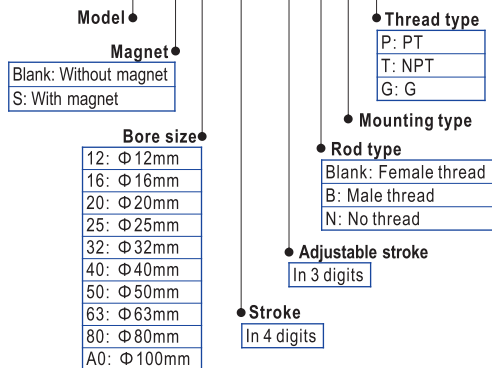 Model
Magnet
Blank: Without magnet
S: With magnet
Bore size
12: Φ12mm
16: Φ16mm
20: Φ20mm
25: Φ25mm
32: Φ32mm
40: Φ40mm
50: Φ50mm
63: Φ63mm
80: Φ80mm
A0: Φ100mm
Stroke
In 4 digits
Adjustable stroke
In 3 digits
Rod type
Blank: Female thread
B: Male thread
N: No thread
Mounting type
Thread type
P: PT
T: NPT
G: G